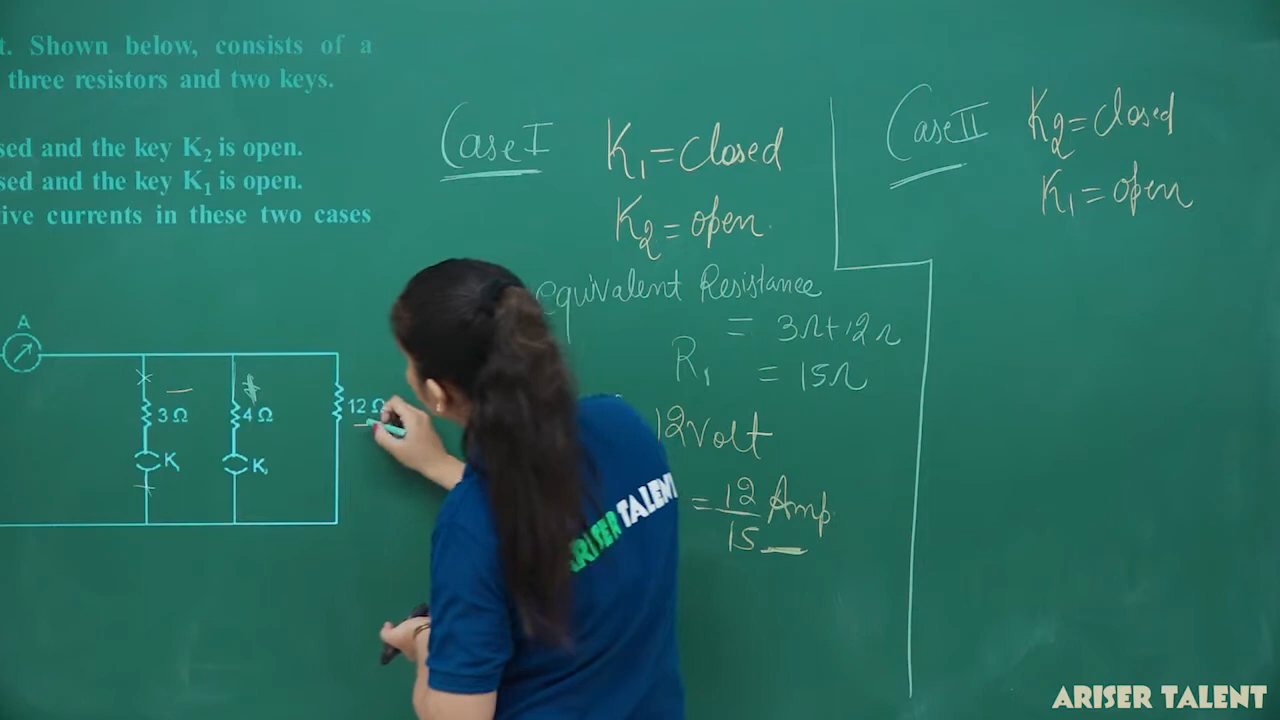 t. Shown below, consists of a
three resistors and two keys.
sed and the key K2 is open.
sed and the key K1 is open.
ive currents in these two cases
A
3 Ω
K
4 Ω
K
12 Ω
Case I
K1 = Closed
K2 = open.
equivalent Resistance
= 3Ω+12Ω
R1 = 15Ω
12 volt
= 12/15 Amp.
Case II
K2 = Closed
K1 = open
ARISER TALENT
ARISER TALENT